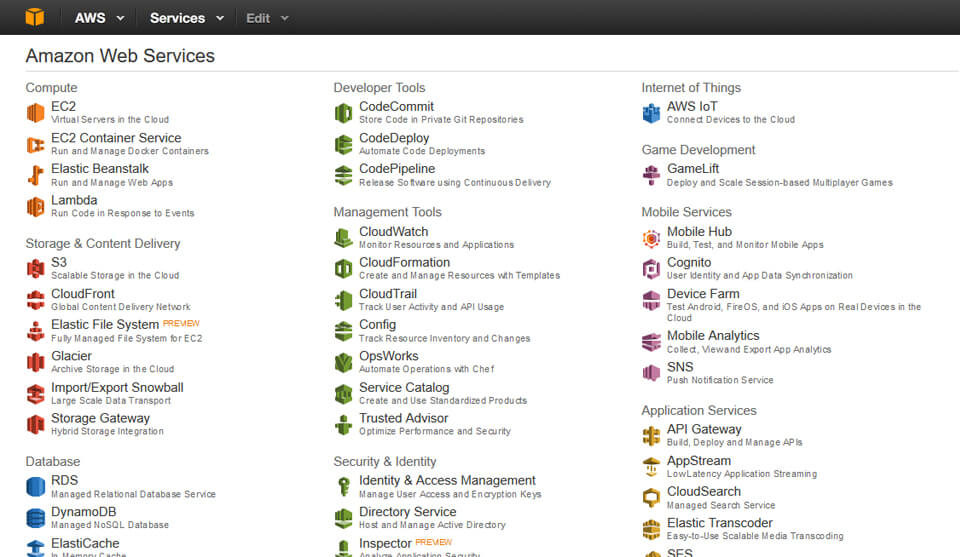 AWS Services Edit
Amazon Web Services
Compute
EC2
Virtual Servers in the Cloud
EC2 Container Service
Run and Manage Docker Containers
Elastic Beanstalk
Run and Manage Web Apps
Lambda
Run Code in Response to Events
Storage & Content Delivery
S3
Scalable Storage in the Cloud
CloudFront
Global Content Delivery Network
Elastic File System PREVIEW
Fully Managed File System for EC2
Glacier
Archive Storage in the Cloud
Import/Export Snowball
Large Scale Data Transport
Storage Gateway
Hybrid Storage Integration
Database
RDS
Managed Relational Database Service
DynamoDB
Managed NoSQL Database
ElastiCache
In-Memory Cache
Developer Tools
CodeCommit
Store Code in Private Git Repositories
CodeDeploy
Automate Code Deployments
CodePipeline
Release Software using Continuous Delivery
Management Tools
CloudWatch
Monitor Resources and Applications
CloudFormation
Create and Manage Resources with Templates
CloudTrail
Track User Activity and API Usage
Config
Track Resource Inventory and Changes
OpsWorks
Automate Operations with Chef
Service Catalog
Create and Use Standardized Products
Trusted Advisor
Optimize Performance and Security
Security & Identity
Identity & Access Management
Manage User Access and Encryption Keys
Directory Service
Host and Manage Active Directory
Inspector PREVIEW
Analyze Application Security
Internet of Things
AWS IoT
Connect Devices to the Cloud
Game Development
GameLift
Deploy and Scale Session-based Multiplayer Games
Mobile Services
Mobile Hub
Build, Test, and Monitor Mobile Apps
Cognito
User Identity and App Data Synchronization
Device Farm
Test Android, FireOS, and iOS Apps on Real Devices in the
Cloud
Mobile Analytics
Collect, View and Export App Analytics
SNS
Push Notification Service
Application Services
API Gateway
Build, Deploy and Manage APIs
AppStream
Low Latency Application Streaming
CloudSearch
Managed Search Service
Elastic Transcoder
Easy-to-Use Scalable Media Transcoding
SES